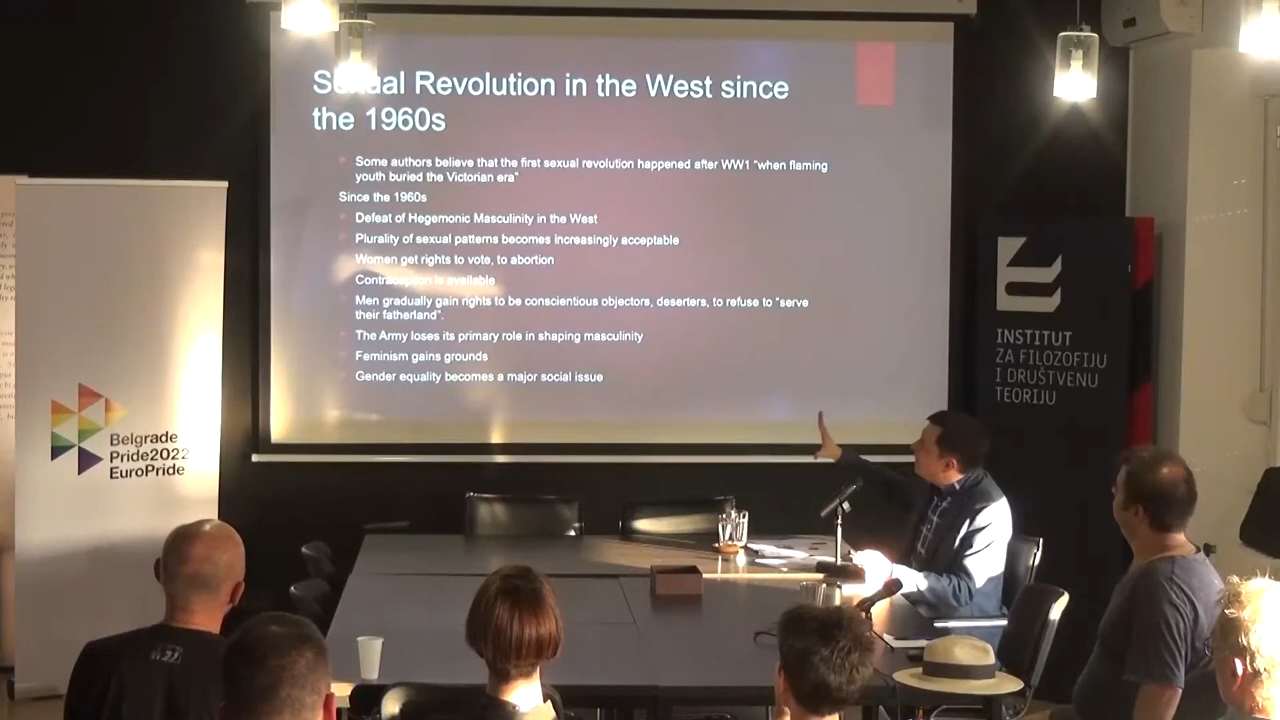 Sexual Revolution in the West since
the 1960s
Some authors believe that the first sexual revolution happened after WW1 "when flaming
youth buried the Victorian era"
Since the 1960s
Defeat of Hegemonic Masculinity in the West
Plurality of sexual patterns becomes increasingly acceptable
Women get rights to vote, to abortion
Contraception is available
Men gradually gain rights to be conscientious objectors, deserters, to refuse to "serve
their fatherland".
The Army loses its primary role in shaping masculinity
Feminism gains grounds
Gender equality becomes a major social issue
Belgrade
Pride2022
EuroPride
INSTITUT
ZA FILOZOFIJU
I DRUŠTVENU
TEORIJU